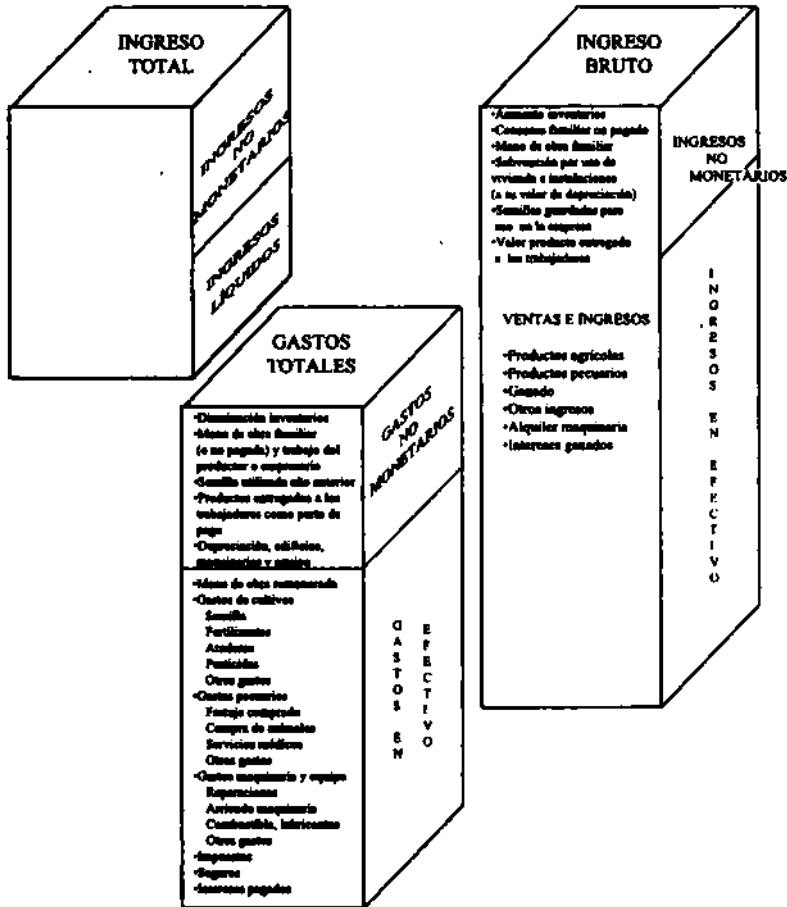 INGRESO
TOTAL
INGRESOS
NO
MONETARIOS
INGRESOS
LÍQUIDOS
GASTOS
TOTALES
•Disminución inventarios
•Mano de obra familiar
(o no pagada) y trabajo del
productor o empresario
•Semilla utilizada año anterior
•Productos entregados a los
trabajadores como parte de
pago
•Depreciación, edificios,
maquinarias y equipo
GASTOS
NO
MONETARIOS
•Mano de obra remunerada
•Gastos de cultivos
Semilla
Fertilizantes
Acarreos
Pesticidas
Otros gastos
•Gastos pecuarios
Forraje comprado
Compra de animales
Servicios médicos
Otros gastos
•Gastos maquinaria y equipo
Reparaciones
Arriendo maquinaria
Combustible, lubricantes
Otros gastos
•Impuestos
•Seguros
•Intereses pagados
GASTOS EN
EFECTIVO
INGRESO
BRUTO
•Aumento inventarios
•Consumo familiar no pagado
•Mano de obra familiar
•Subvención por uso de
vivienda e instalaciones
(a su valor de depreciación)
•Semillas guardadas para
uso en la empresa
•Valor producto entregado
a los trabajadores
INGRESOS
NO
MONETÁRIOS
VENTAS E INGRESOS
•Productos agrícolas
•Productos pecuarios
•Ganado
•Otros ingresos
•Alquiler maquinaria
•Intereses ganados
INGRESOS EN EFECTIVO